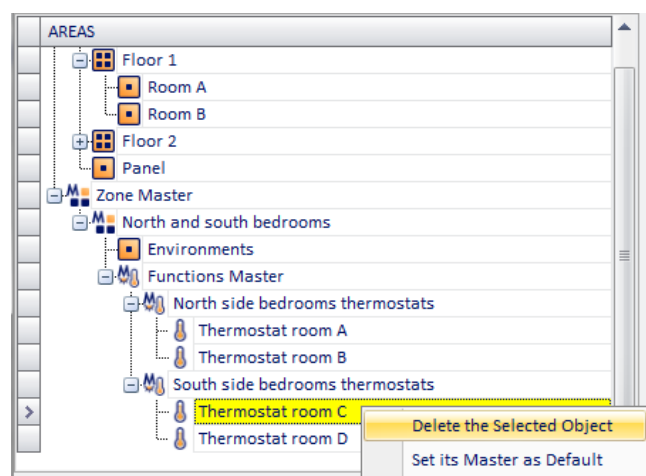 AREAS
Floor 1
Room A
Room B
Floor 2
Panel
Zone Master
North and south bedrooms
Environments
Functions Master
North side bedrooms thermostats
Thermostat room A
Thermostat room B
South side bedrooms thermostats
Thermostat room C
Delete the Selected Object
Thermostat room D
Set its Master as Default